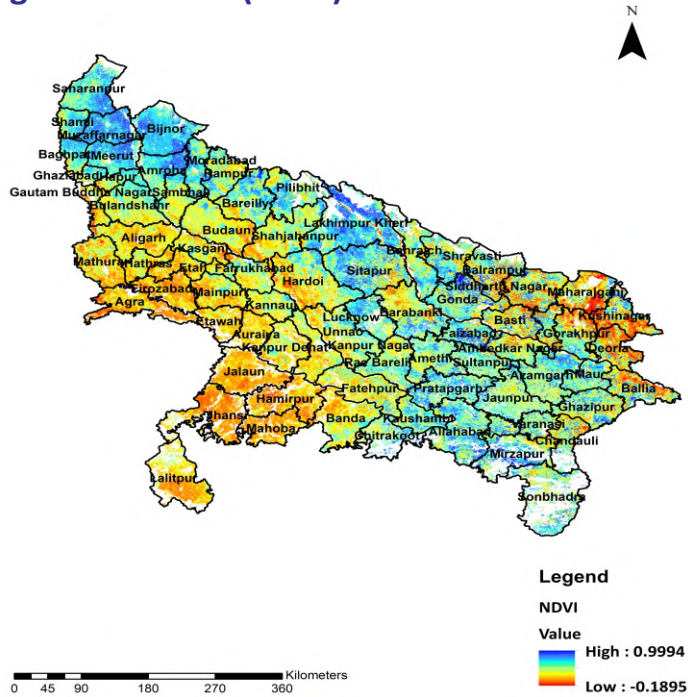 N
Saharanpur
Shamli
Muzaffarnagar
Bijnor
Baghpat Meerut
Moradabad
Ghaziabad Hapur
Amroha
Rampur
Gautam Buddha Nagar Sambhal
Pilibhit
Bulandshahr
Bareilly
Lakhimpur Kheri
Budaun
Shahjahanpur
Aligarh
Bahraich
Shravasti
Kasganj
Balrampur
Mathura Hathras
Etah
Farrukhabad
Sitapur
Siddharth Nagar
Maharajganj
Firozabad
Mainpuri
Hardoi
Gonda
Agra
Kannauj
Barabanki
Basti
Kushinagar
Etawah
Lucknow
Faizabad
Gorakhpur
Auraiya
Unnao
Deoria
Kanpur Dehat
Kanpur Nagar
Ambedkar Nagar
Rae Bareli
Amethi
Sultanpur
Jalaun
Azamgarh
Mau
Fatehpur
Pratapgarh
Ballia
Hamirpur
Jaunpur
Ghazipur
Jhansi
Banda
Kaushambi
Mahoba
Chitrakoot
Allahabad
Varanasi
Chandauli
Mirzapur
Lalitpur
Sonbhadra
Legend
NDVI
Value
High : 0.9994
Low : -0.1895
Kilometers
0 45 90 180 270 360